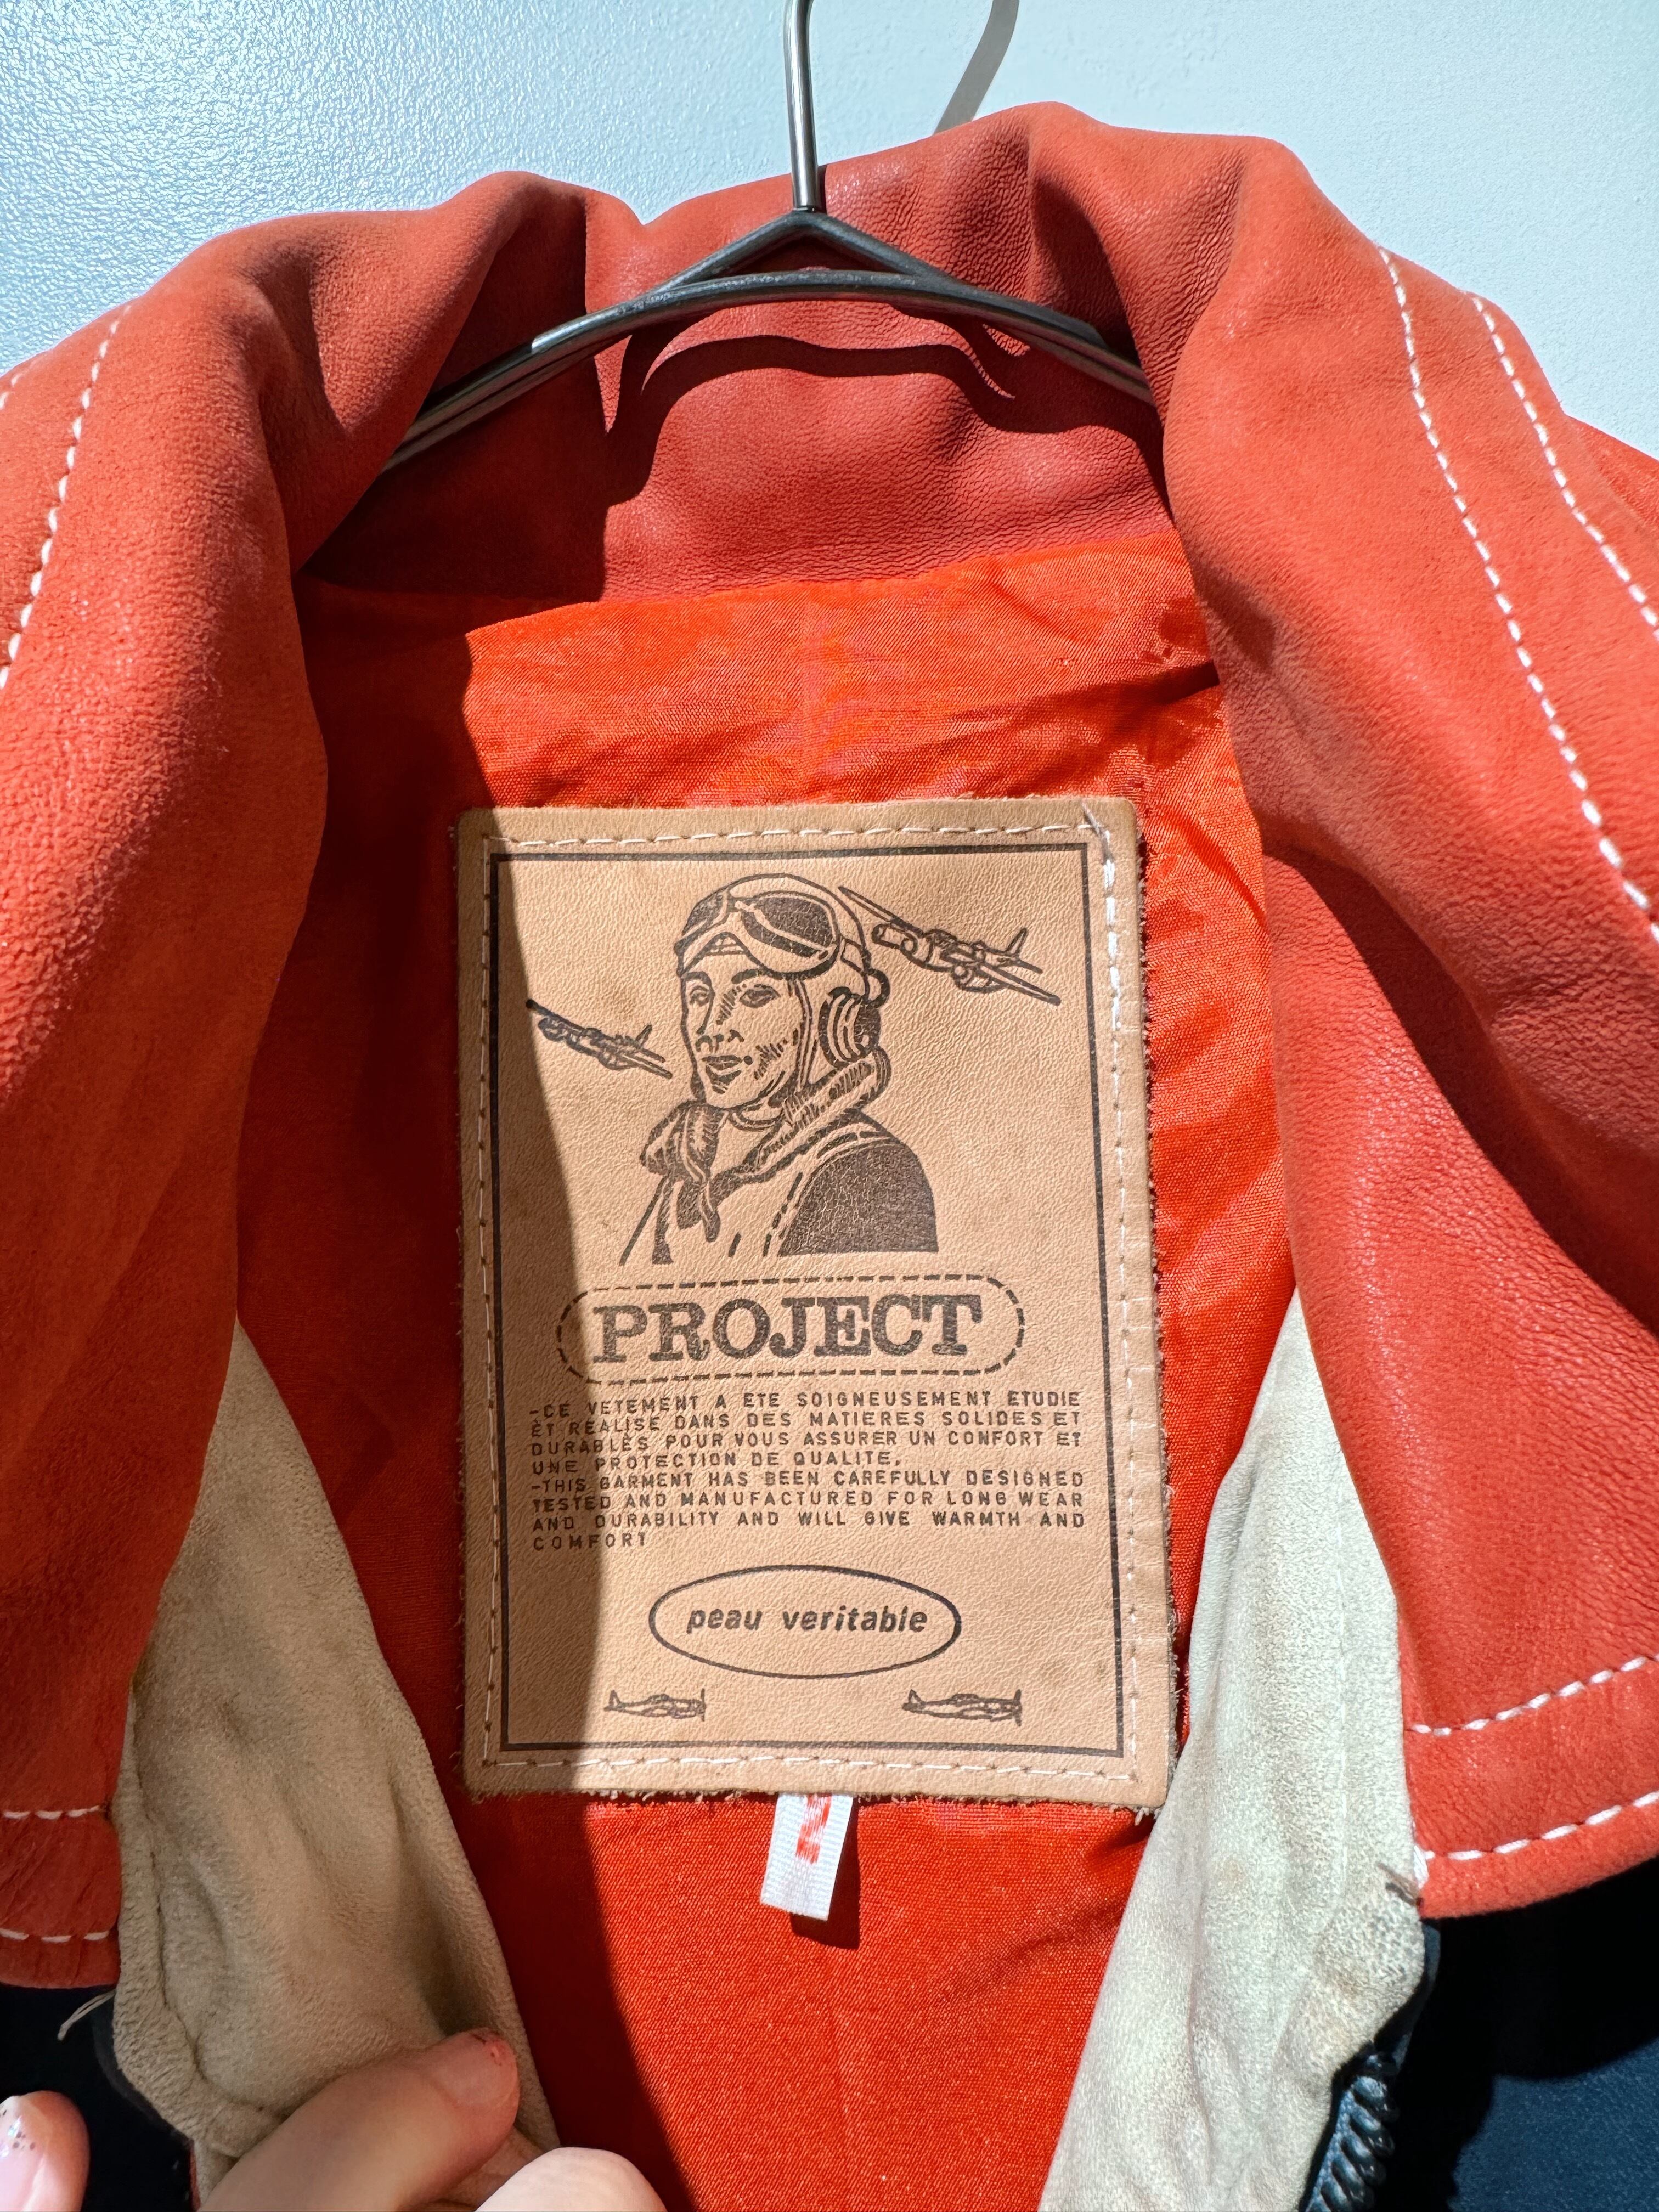 PROJECT
-CE VETEMENT A ETE SOIGNEUSEMENT ETUDIE
ET REALISE DANS DES MATIERES SOLIDES ET
DURABLES POUR VOUS ASSURER UN CONFORT ET
UNE PROTECTION DE QUALITE.
-THIS GARMENT HAS BEEN CAREFULLY DESIGNED
TESTED AND MANUFACTURED FOR LONG WEAR
AND DURABILITY AND WILL GIVE WARMTH AND
COMFORT
peau veritable